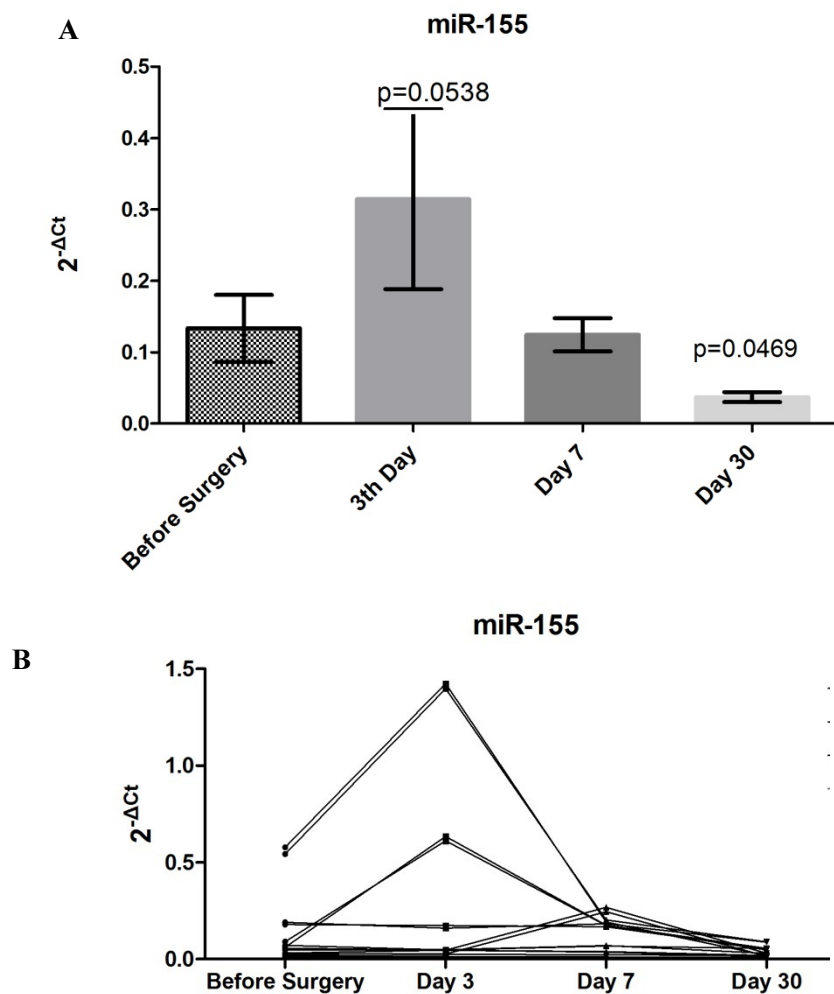 A
miR-155
2^-ΔCt
0.5
0.4
0.3
0.2
0.1
0.0
p=0.0538
p=0.0469
Before Surgery
3th Day
Day 7
Day 30
B
miR-155
2^-ΔCt
1.5
1.0
0.5
0.0
Before Surgery Day 3 Day 7 Day 30